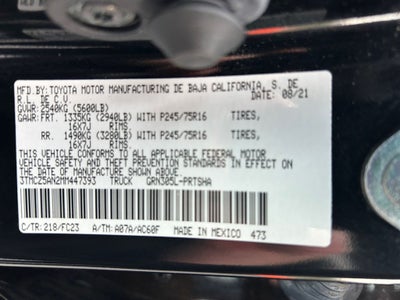 MFD.BY:TOYOTA MOTOR MANUFACTURING DE BAJA CALIFORNIA, S. DE
R.L. DE C.V. DATE: 08/21
GVWR: 2540KG (5600LB)
GAWR:FRT. 1335KG (2940LB) WITH P245/75R16 TIRES,
16X7J RIMS.
RR. 1490KG (3280LB) WITH P245/75R16 TIRES,
16X7J RIMS.
THIS VEHICLE CONFORMS TO ALL APPLICABLE FEDERAL MOTOR
VEHICLE SAFETY AND THEFT PREVENTION STANDARDS IN EFFECT
ON THE DATE OF MANUFACTURE SHOWN ABOVE.
3TMCZ5AN2MM447393 TRUCK GRN305L-PRTSHA
C/TR: 218/FC23 A/TM: A07A/AC60F MADE IN MEXICO 473